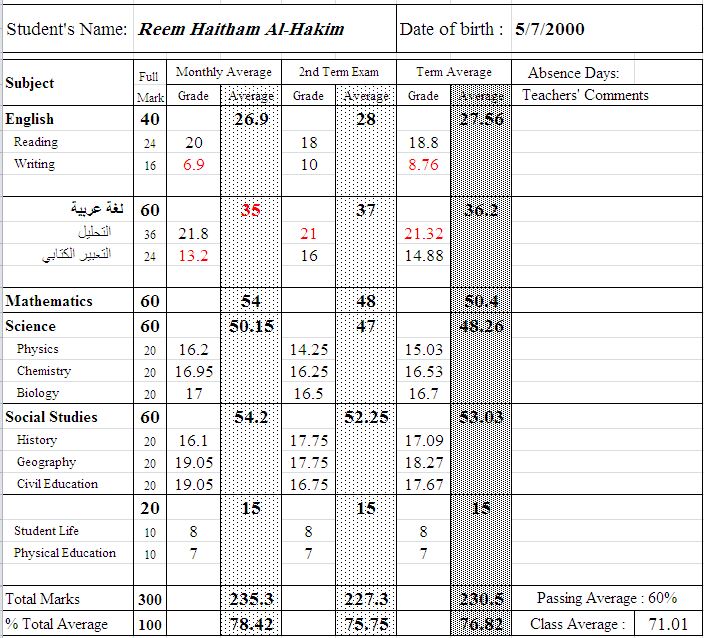 Student's Name: Reem Haitham Al-Hakim Date of birth : 5/7/2000
Subject Full Mark Monthly Average 2nd Term Exam Term Average Absence Days:
Grade Average Grade Average Grade Average Teachers' Comments
English 40 26.9 28 27.56
Reading 24 20 18 18.8
Writing 16 6.9 10 8.76
لغة عربية 60 35 37 36.2
التحليل 36 21.8 21 21.32
التعبير الكتابي 24 13.2 16 14.88
Mathematics 60 54 48 50.4
Science 60 50.15 47 48.26
Physics 20 16.2 14.25 15.03
Chemistry 20 16.95 16.25 16.53
Biology 20 17 16.5 16.7
Social Studies 60 54.2 52.25 53.03
History 20 16.1 17.75 17.09
Geography 20 19.05 17.75 18.27
Civil Education 20 19.05 16.75 17.67
20 15 15 15
Student Life 10 8 8 8
Physical Education 10 7 7 7
Total Marks 300 235.3 227.3 230.5 Passing Average : 60%
% Total Average 100 78.42 75.75 76.82 Class Average : 71.01